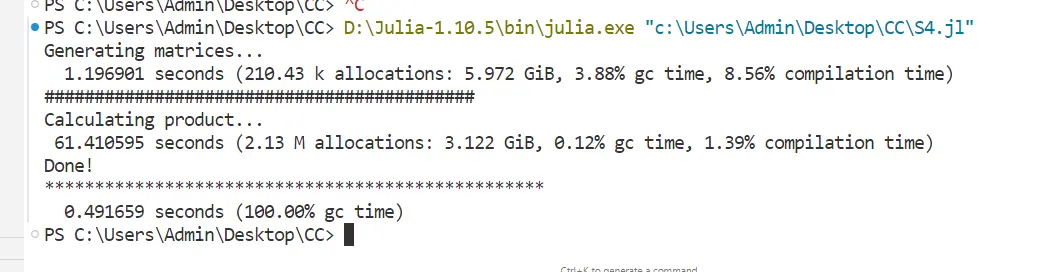 PS C:\Users\Admin\Desktop\CC> ^C
PS C:\Users\Admin\Desktop\CC> D:\Julia-1.10.5\bin\julia.exe "c:\Users\Admin\Desktop\CC\S4.jl"
Generating matrices...
  1.196901 seconds (210.43 k allocations: 5.972 GiB, 3.88% gc time, 8.56% compilation time)
###########################################
Calculating product...
 61.410595 seconds (2.13 M allocations: 3.122 GiB, 0.12% gc time, 1.39% compilation time)
Done!
**************************************************
  0.491659 seconds (100.00% gc time)
PS C:\Users\Admin\Desktop\CC>
Ctrl+K to generate a command